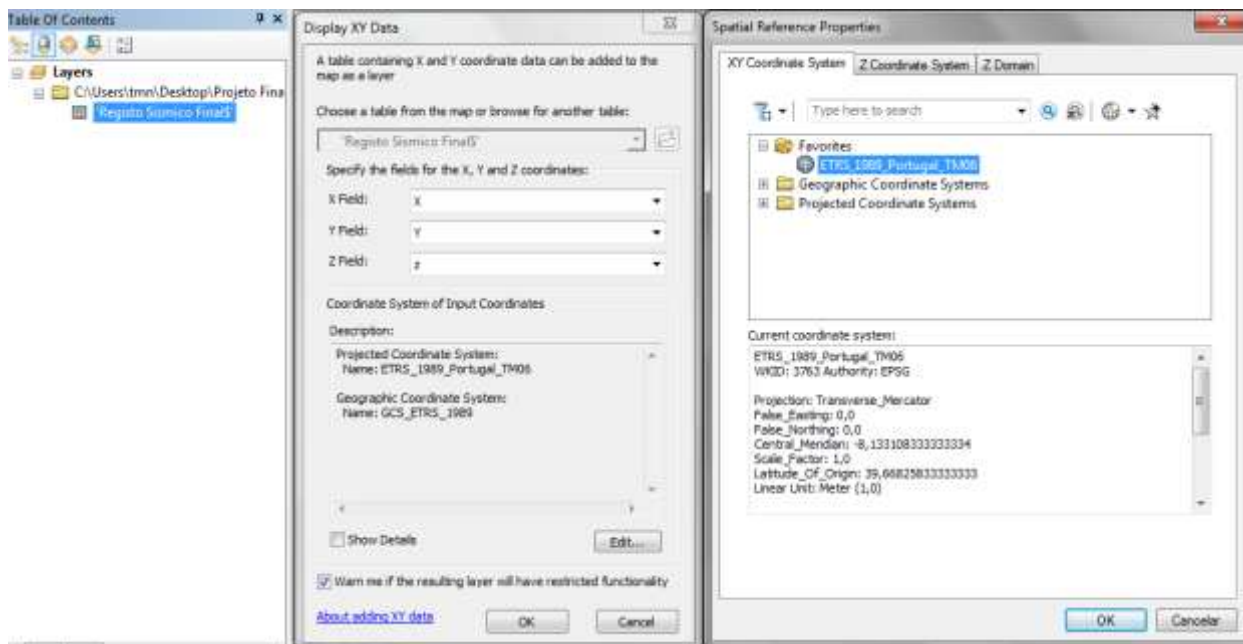 Table Of Contents
Layers
C:\Users\tmn\Desktop\Projeto Fina
'Registo Sismico Final$'
Display XY Data
A table containing X and Y coordinate data can be added to the
map as a layer
Choose a table from the map or browse for another table:
'Registo Sismico Final$'
Specify the fields for the X, Y and Z coordinates:
X Field:
X
Y Field:
Y
Z Field:
z
Coordinate System of Input Coordinates
Description:
Projected Coordinate System:
Name: ETRS_1989_Portugal_TM06
Geographic Coordinate System:
Name: GCS_ETRS_1989
Show Details
Edit...
Warn me if the resulting layer will have restricted functionality
About adding XY data
OK
Cancel
Spatial Reference Properties
XY Coordinate System
Z Coordinate System
Z Domain
Type here to search
Favorites
ETRS_1989_Portugal_TM06
Geographic Coordinate Systems
Projected Coordinate Systems
Current coordinate system:
ETRS_1989_Portugal_TM06
WKID: 3763 Authority: EPSG
Projection: Transverse_Mercator
False_Easting: 0,0
False_Northing: 0,0
Central_Meridian: -8,133108333333334
Scale_Factor: 1,0
Latitude_Of_Origin: 39,66825833333333
Linear Unit: Meter (1,0)
OK
Cancelar